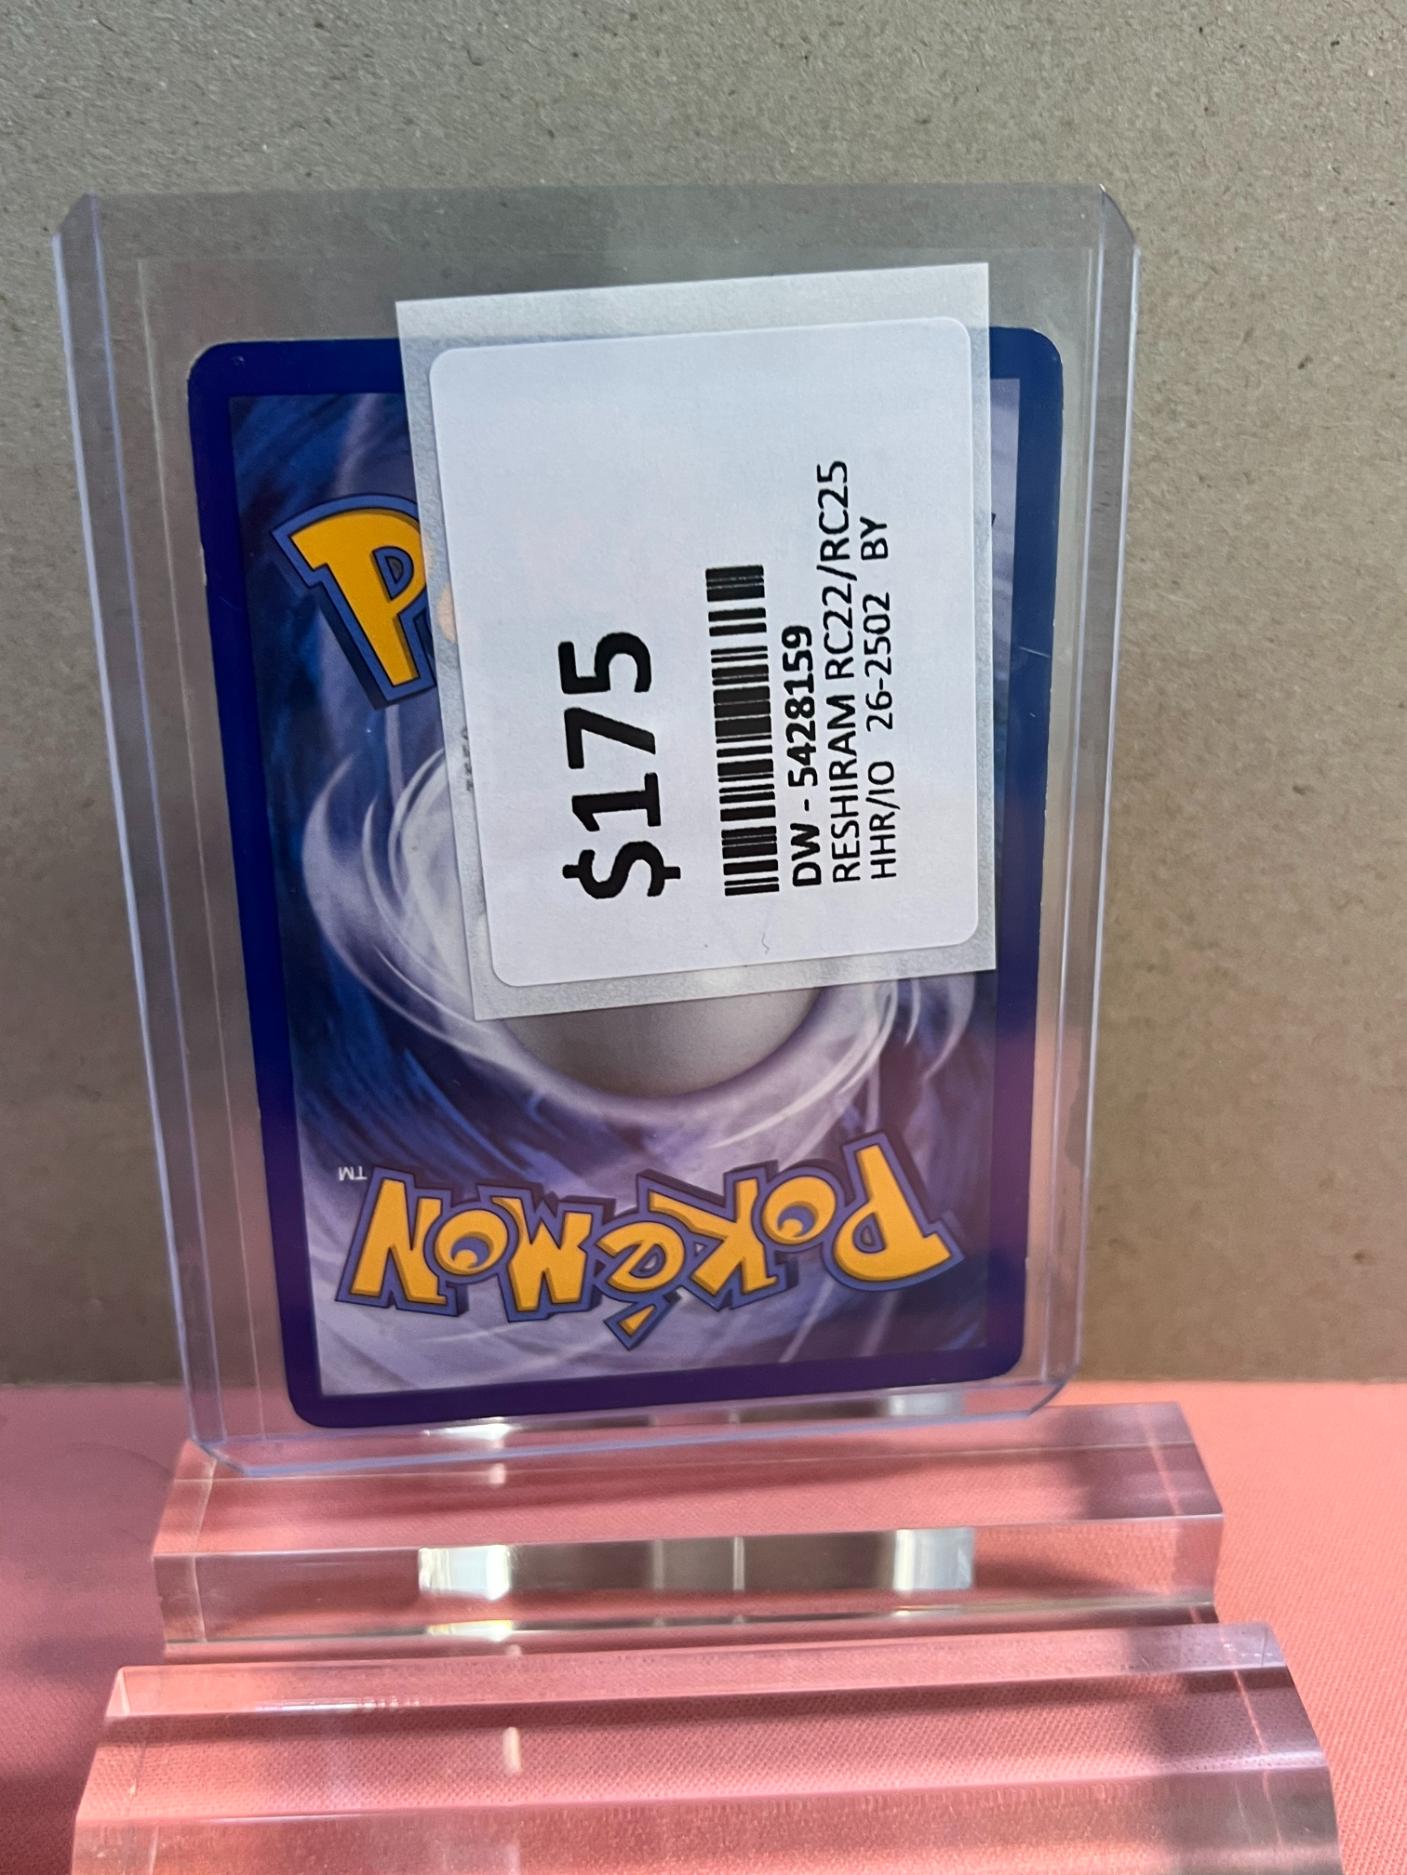 $175
DW - 5428159
RESHIRAM RC22/RC25
HHR/IO 26-2502 BY
P
POKéMON
TM